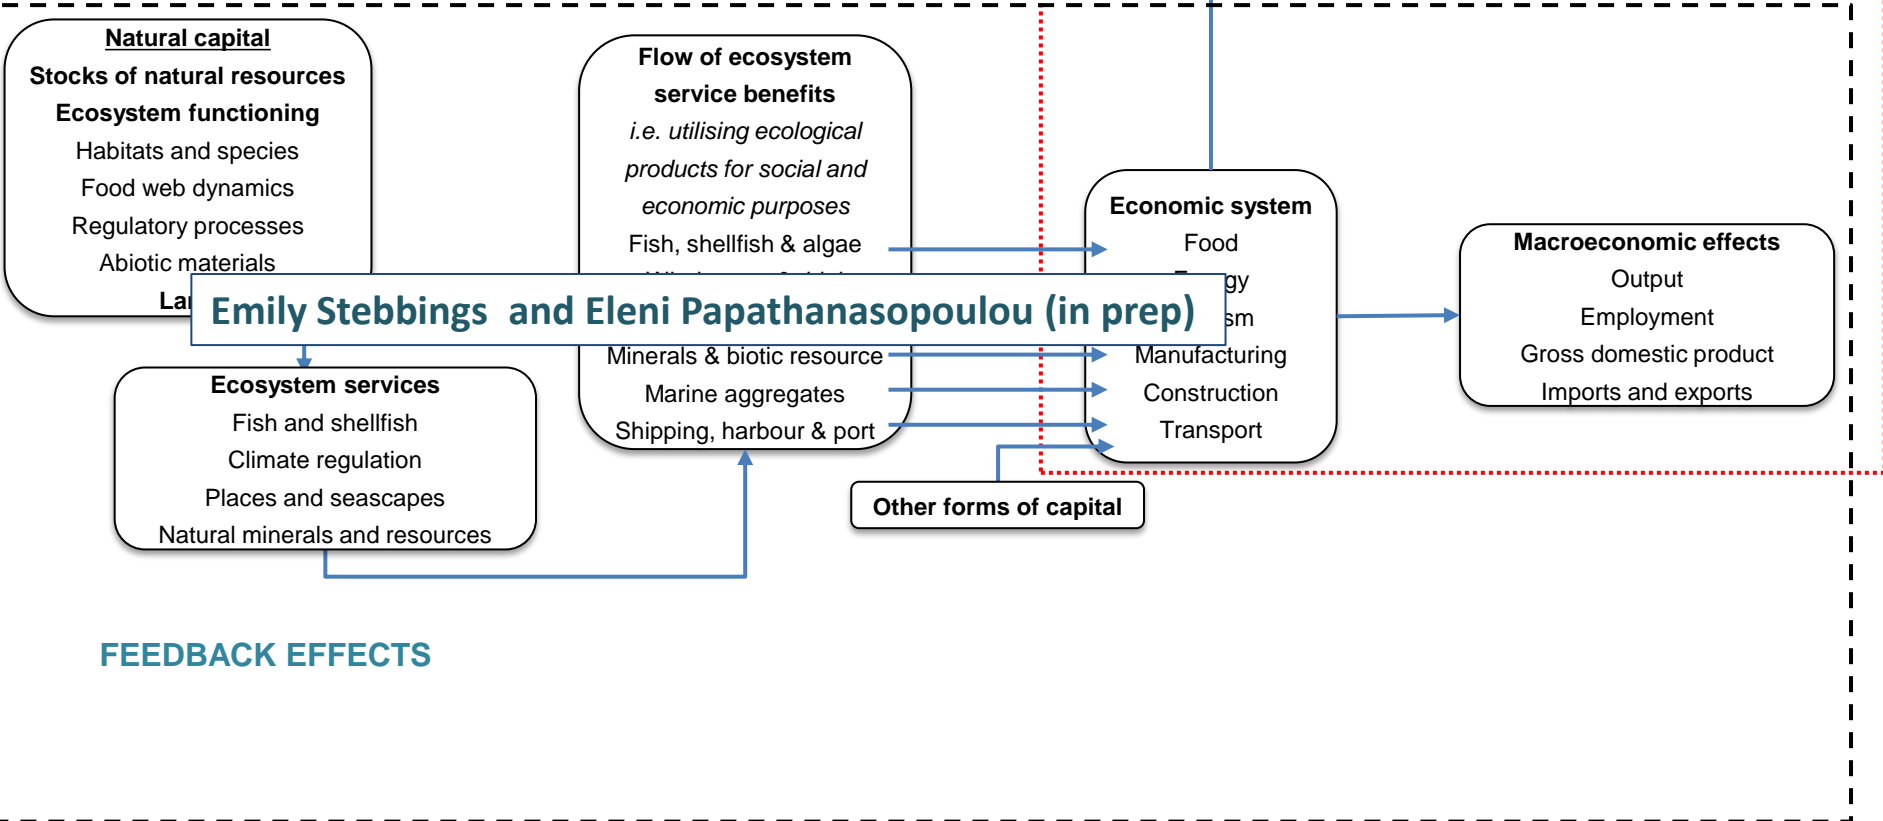 Natural capital
Stocks of natural resources
Ecosystem functioning
Habitats and species
Food web dynamics
Regulatory processes
Abiotic materials
Flow of ecosystem
service benefits
i.e. utilising ecological
products for social and
economic purposes
Fish, shellfish & algae
Minerals & biotic resource
Marine aggregates
Shipping, harbour & port
Economic system
Food
Manufacturing
Construction
Transport
Macroeconomic effects
Output
Employment
Gross domestic product
Imports and exports
Emily Stebbings and Eleni Papathanasopoulou (in prep)
Ecosystem services
Fish and shellfish
Climate regulation
Places and seascapes
Natural minerals and resources
Other forms of capital
FEEDBACK EFFECTS